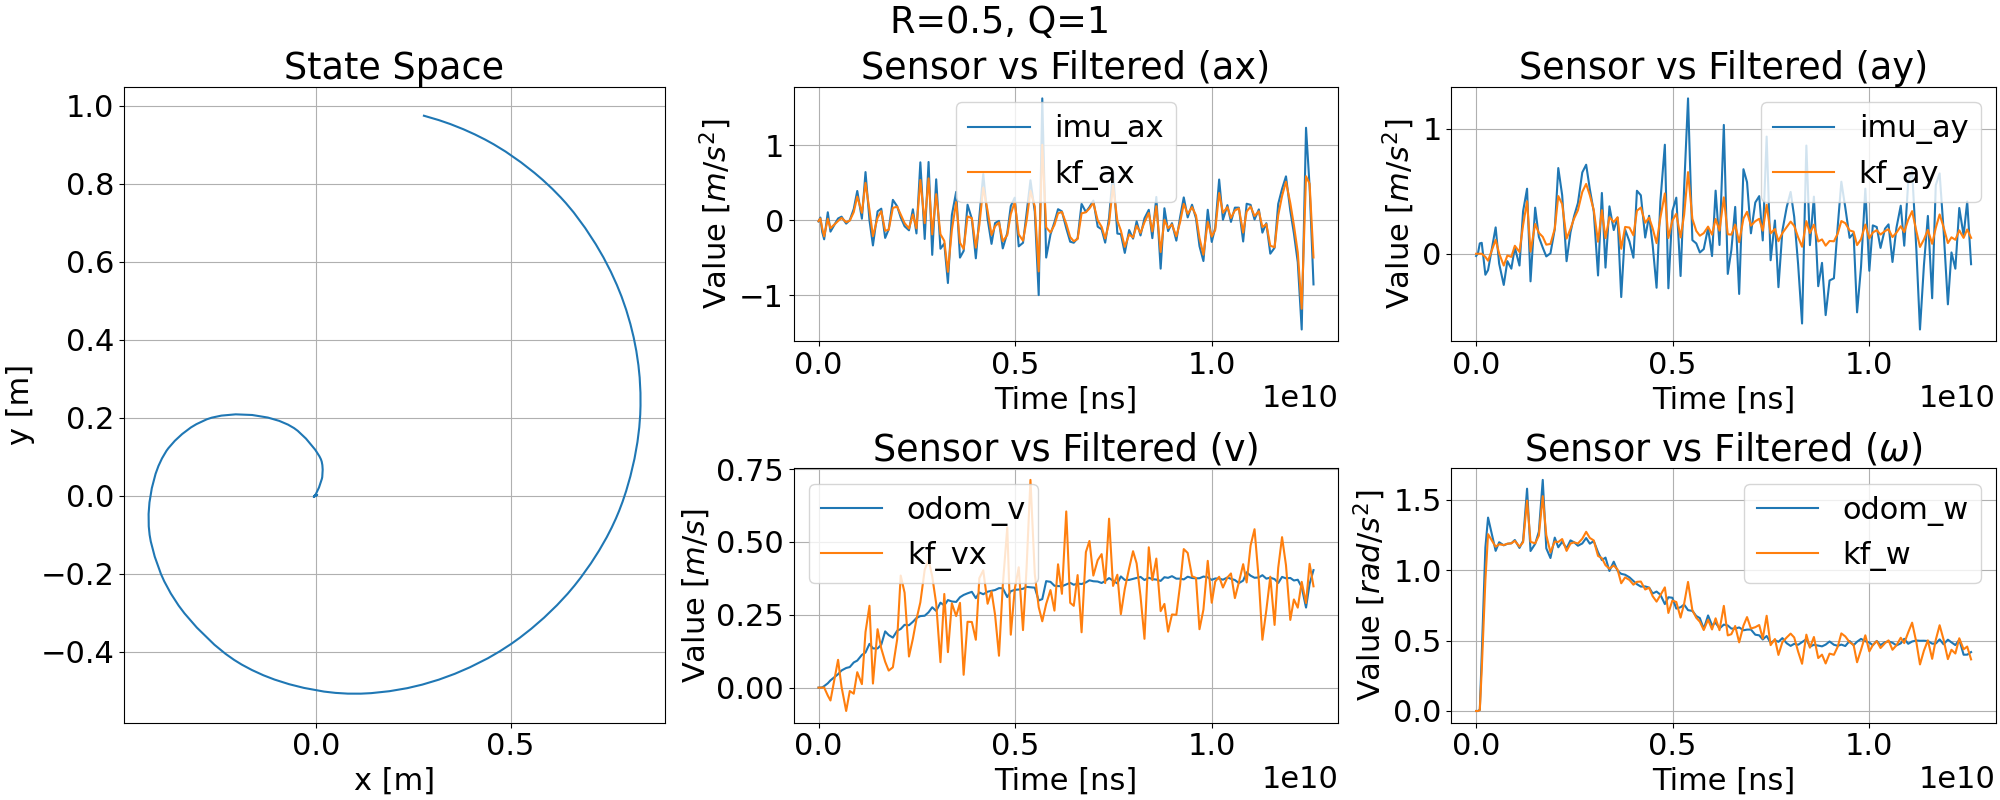 R=0.5, Q=1
State Space
1.0
0.8
0.6
0.4
0.2
0.0
−0.2
−0.4
y [m]
0.0
0.5
x [m]
Sensor vs Filtered (ax)
imu_ax
kf_ax
1
0
−1
Value [m/s²]
0.0
0.5
1.0
Time [ns]
1e10
Sensor vs Filtered (ay)
imu_ay
kf_ay
1
0
Value [m/s²]
0.0
0.5
1.0
Time [ns]
1e10
Sensor vs Filtered (v)
odom_v
kf_vx
0.75
0.50
0.25
0.00
Value [m/s]
0.0
0.5
1.0
Time [ns]
1e10
Sensor vs Filtered (ω)
odom_w
kf_w
1.5
1.0
0.5
0.0
Value [rad/s²]
0.0
0.5
1.0
Time [ns]
1e10